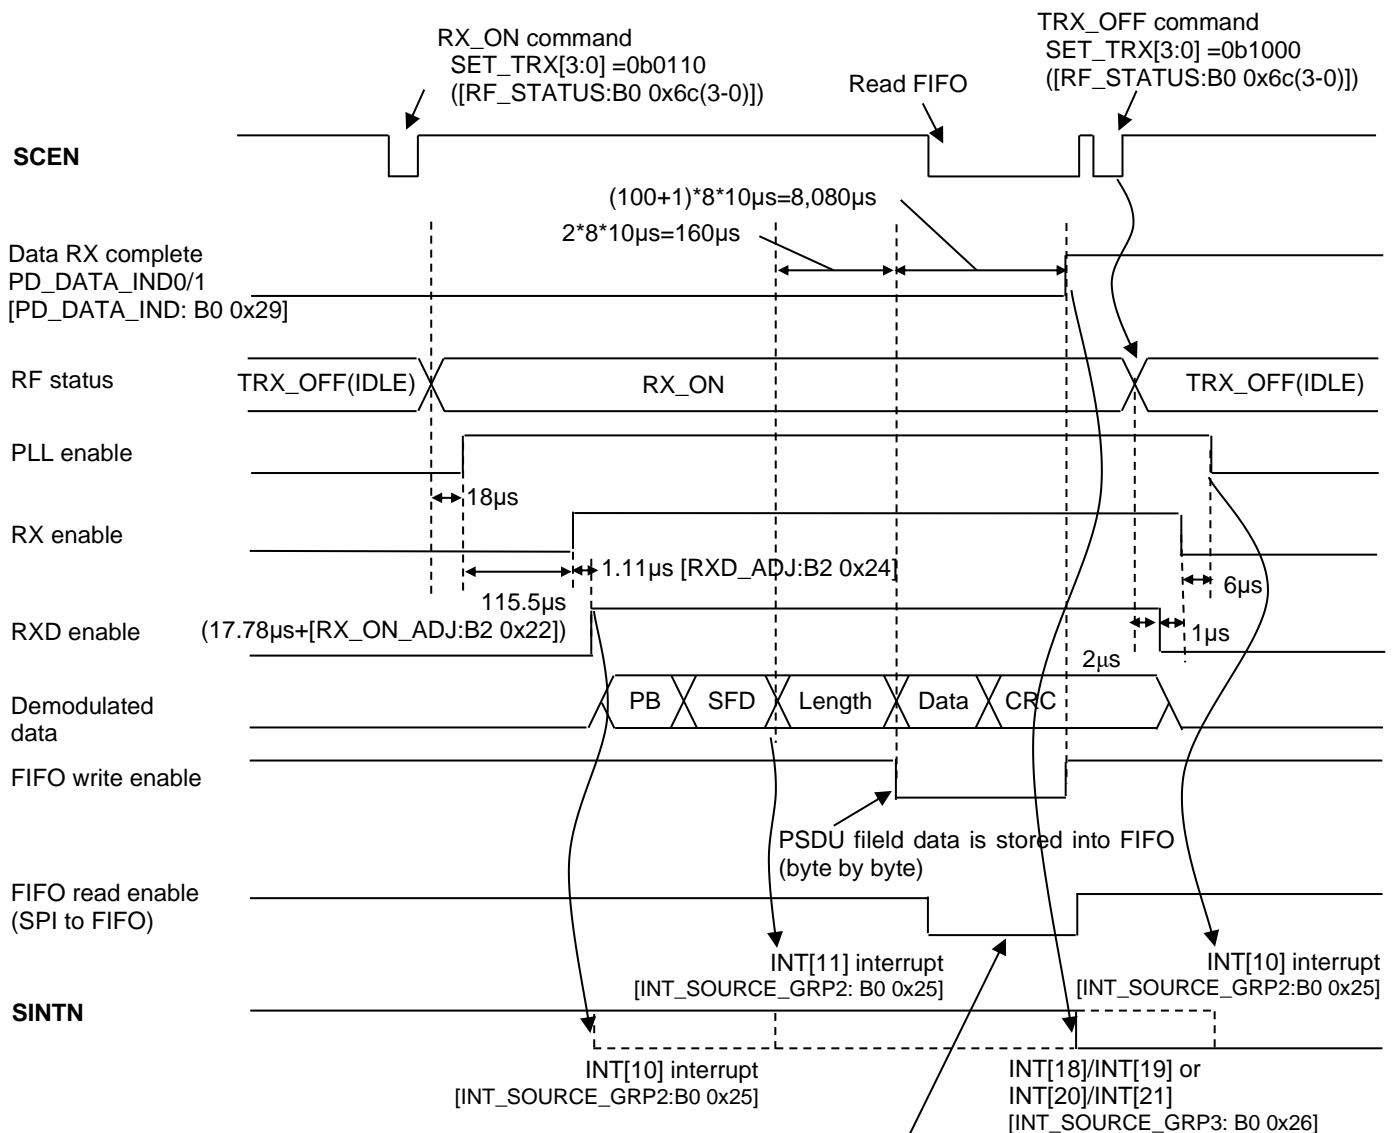 RX_ON command
SET_TRX[3:0] =0b0110
([RF_STATUS:B0 0x6c(3-0)])
TRX_OFF command
SET_TRX[3:0] =0b1000
([RF_STATUS:B0 0x6c(3-0)])
Read FIFO
SCEN
(100+1)*8*10µs=8,080µs
2*8*10µs=160µs
Data RX complete
PD_DATA_IND0/1
[PD_DATA_IND: B0 0x29]
RF status
TRX_OFF(IDLE)
RX_ON
TRX_OFF(IDLE)
PLL enable
18µs
RX enable
1.11µs [RXD_ADJ:B2 0x24]
6µs
115.5µs
(17.78µs+[RX_ON_ADJ:B2 0x22])
RXD enable
1µs
2µs
Demodulated
data
PB
SFD
Length
Data
CRC
FIFO write enable
PSDU fileld data is stored into FIFO
(byte by byte)
FIFO read enable
(SPI to FIFO)
INT[11] interrupt
[INT_SOURCE_GRP2: B0 0x25]
INT[10] interrupt
[INT_SOURCE_GRP2:B0 0x25]
SINTN
INT[10] interrupt
[INT_SOURCE_GRP2:B0 0x25]
INT[18]/INT[19] or
INT[20]/INT[21]
[INT_SOURCE_GRP3: B0 0x26]